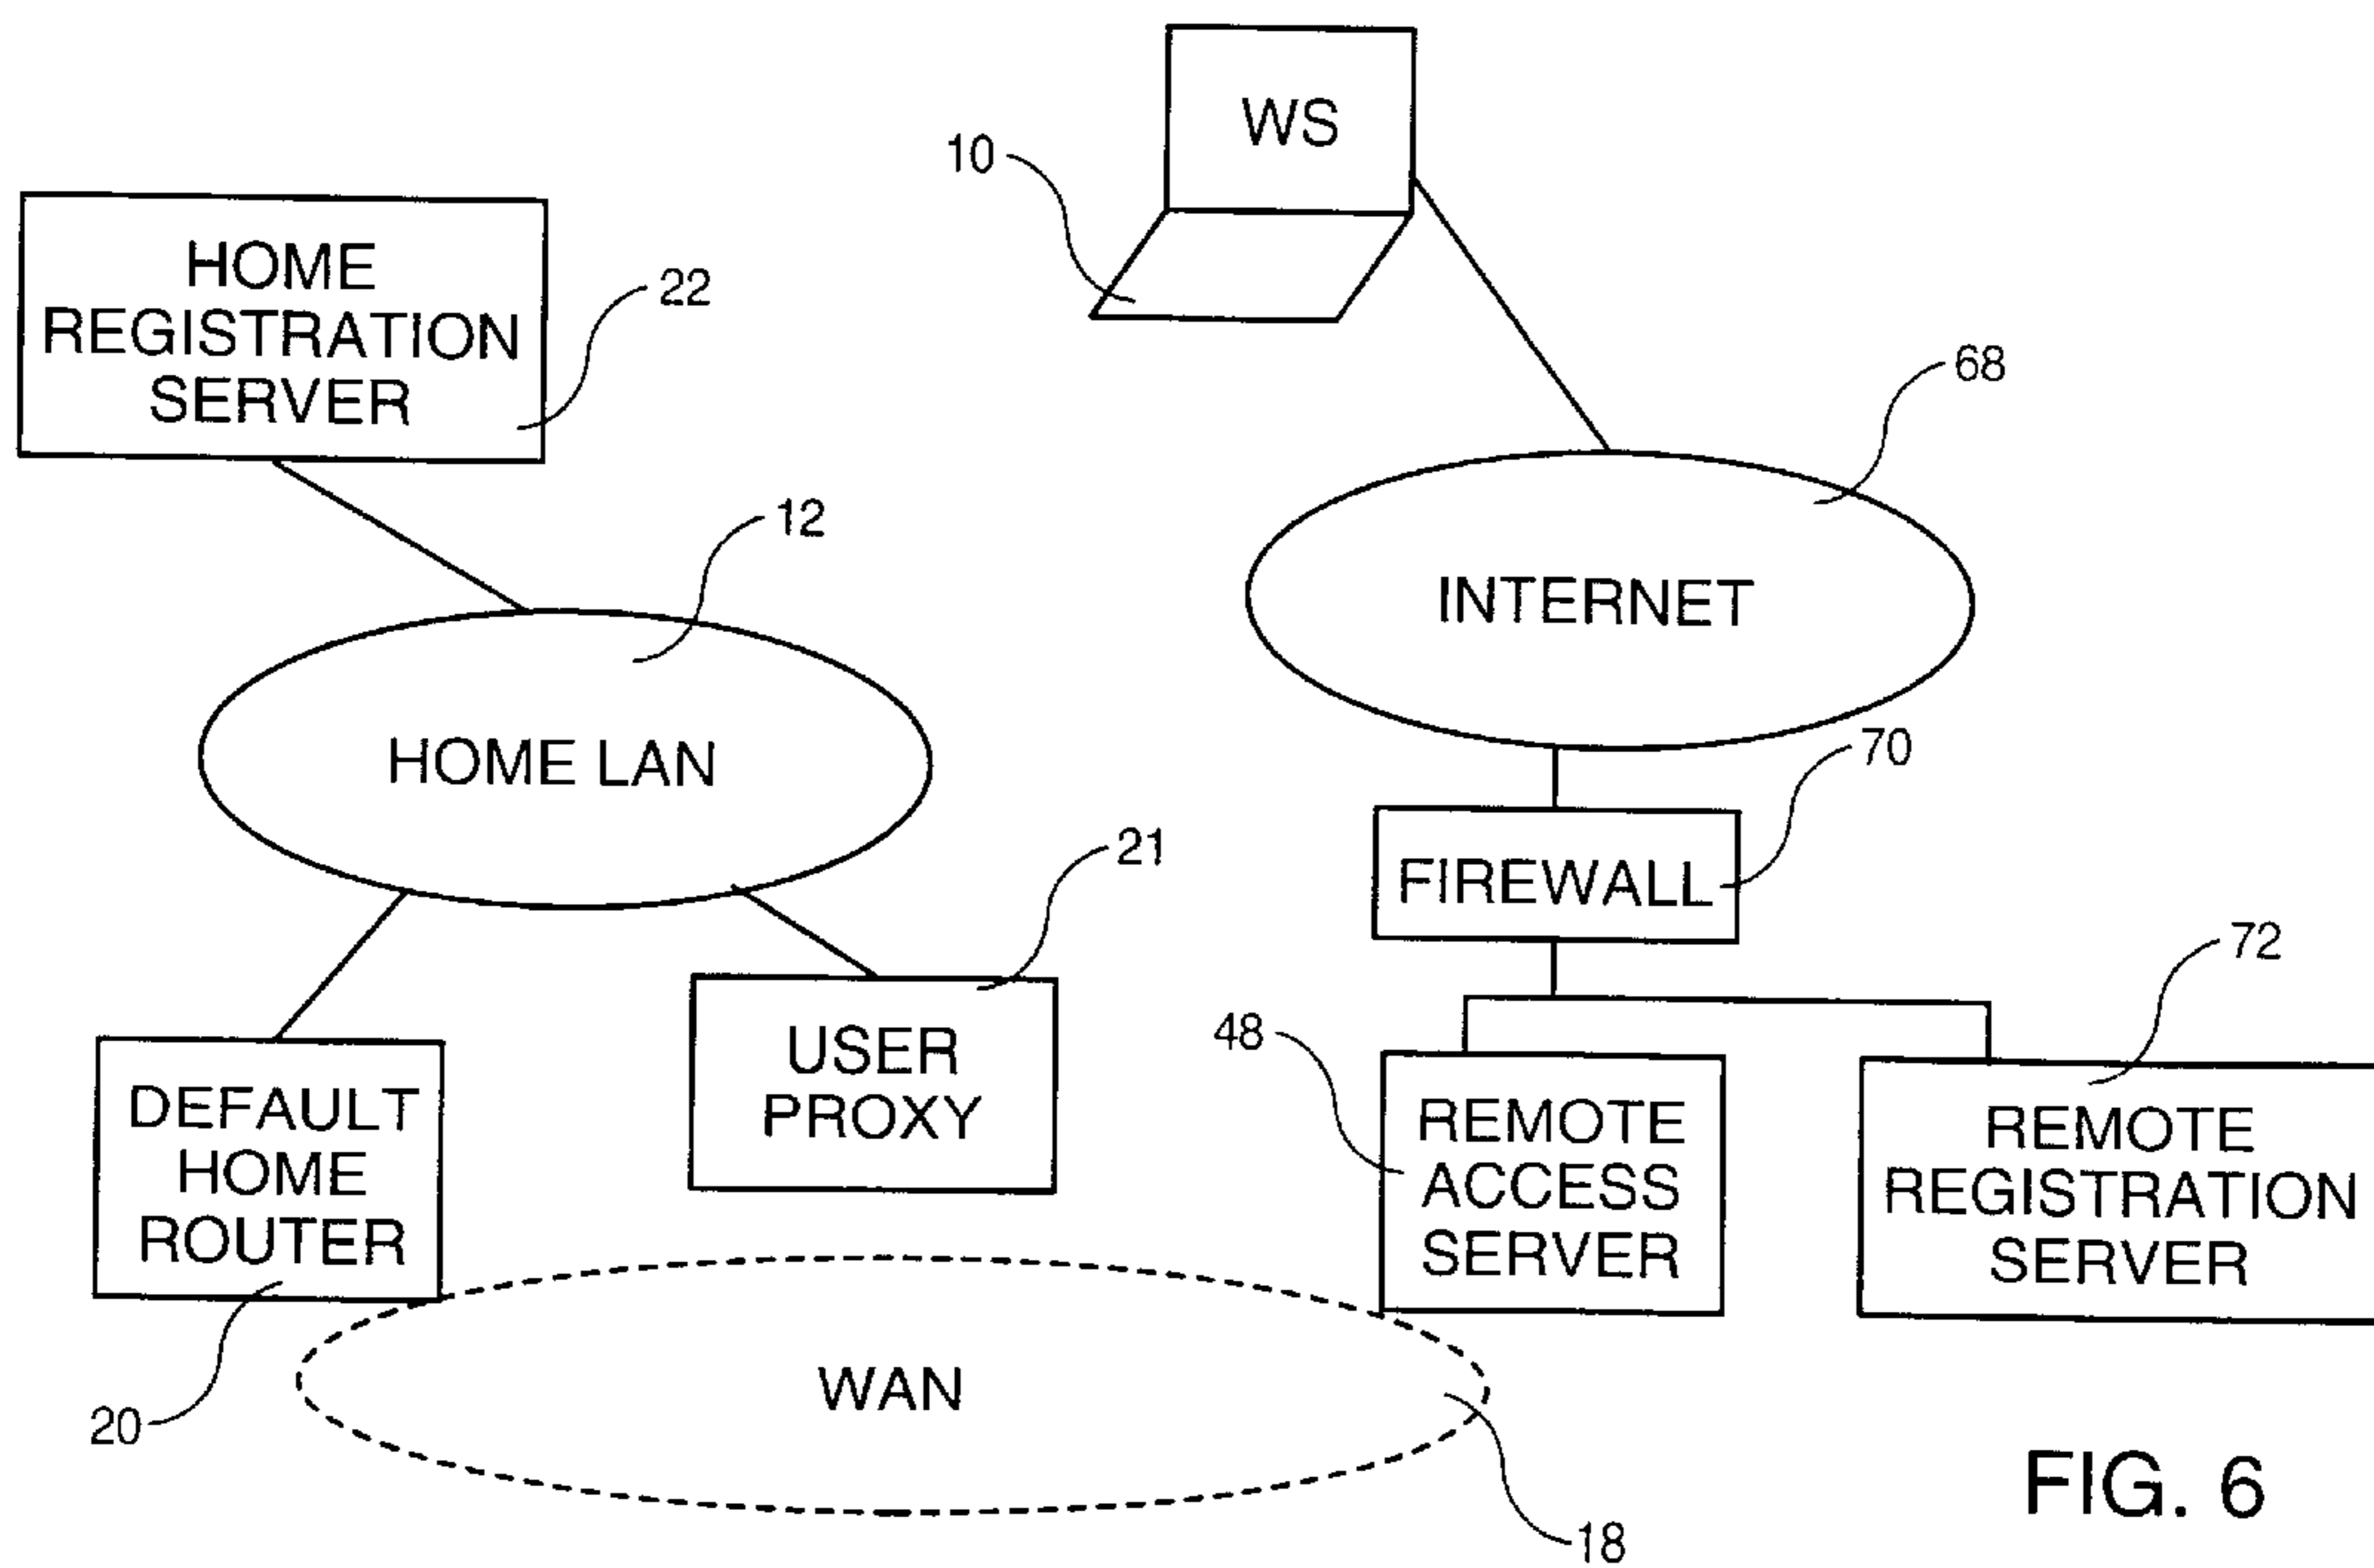 WS
10
HOME
REGISTRATION
SERVER
22
68
12
INTERNET
HOME LAN
70
21
FIREWALL
72
USER
PROXY
48
DEFAULT
HOME
ROUTER
REMOTE
ACCESS
SERVER
REMOTE
REGISTRATION
SERVER
WAN
20
18
FIG. 6